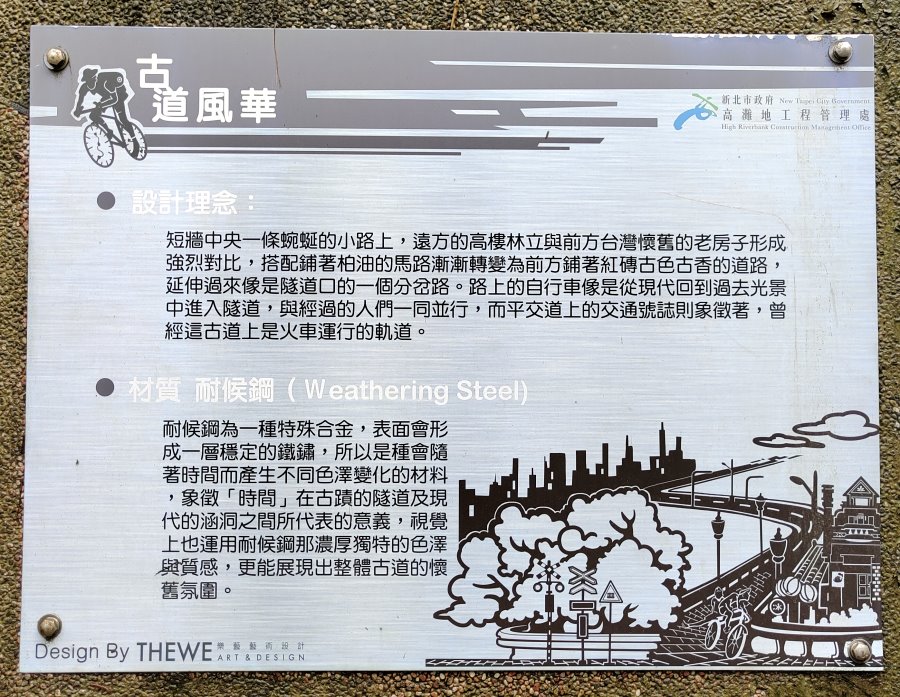 古道風華
新北市政府 New Taipei City Government
高灘地工程管理處
High Riverbank Construction Management Office
設計理念：
短牆中央一條蜿蜒的小路上，遠方的高樓林立與前方台灣懷舊的老房子形成
強烈對比，搭配鋪著柏油的馬路漸漸轉變為前方鋪著紅磚古色古香的道路，
延伸過來像是隧道口的一個分岔路。路上的自行車像是從現代回到過去光景
中進入隧道，與經過的人們一同並行，而平交道上的交通號誌則象徵著，曾
經這古道上是火車運行的軌道。
材質 耐候鋼（Weathering Steel)
耐候鋼為一種特殊合金，表面會形
成一層穩定的鐵鏽，所以是種會隨
著時間而產生不同色澤變化的材料
，象徵「時間」在古蹟的隧道及現
代的涵洞之間所代表的意義，視覺
上也運用耐候鋼那濃厚獨特的色澤
與質感，更能展現出整體古道的懷
舊氛圍。
Design By THEWE 樂藝藝術設計
ART & DESIGN